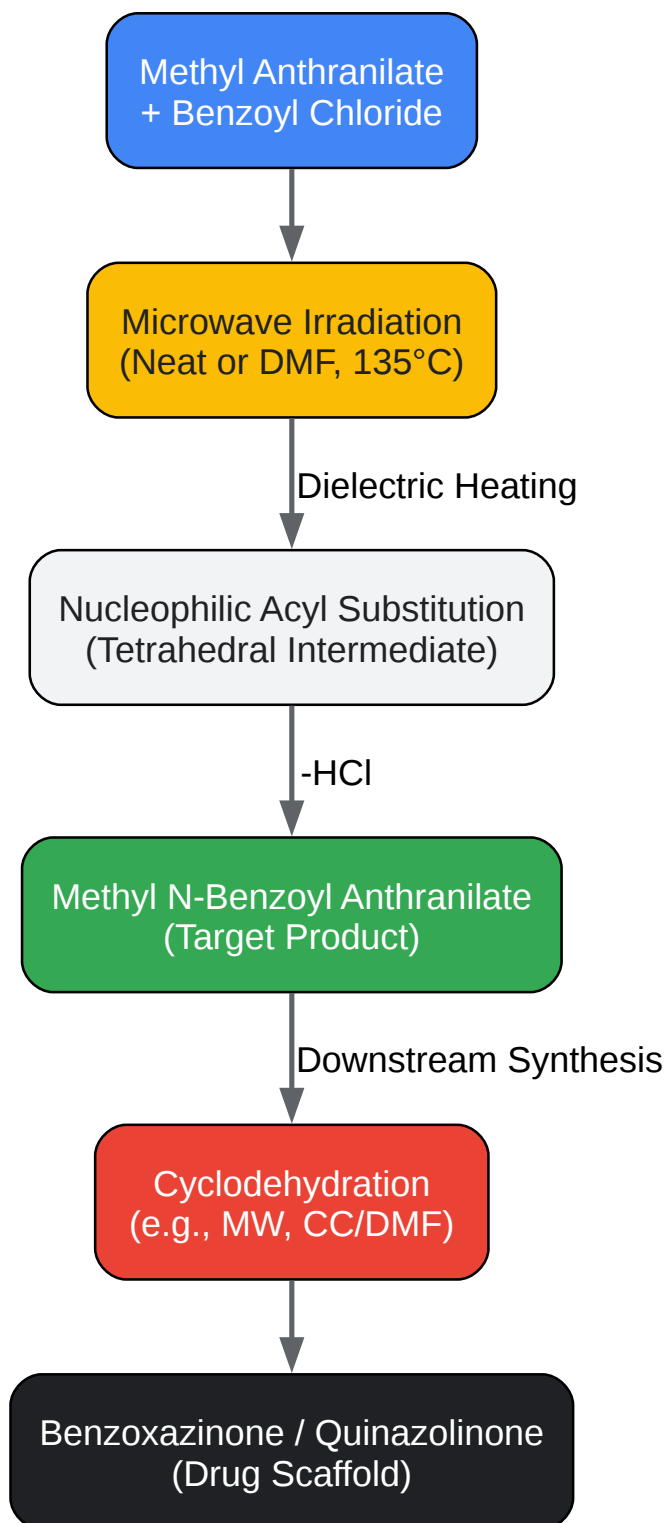 Methyl Anthranilate
+ Benzoyl Chloride
Microwave Irradiation
(Neat or DMF, 135°C)
Dielectric Heating
Nucleophilic Acyl Substitution
(Tetrahedral Intermediate)
-HCl
Methyl N-Benzoyl Anthranilate
(Target Product)
Downstream Synthesis
Cyclodehydration
(e.g., MW, CC/DMF)
Benzoxazinone / Quinazolinone
(Drug Scaffold)